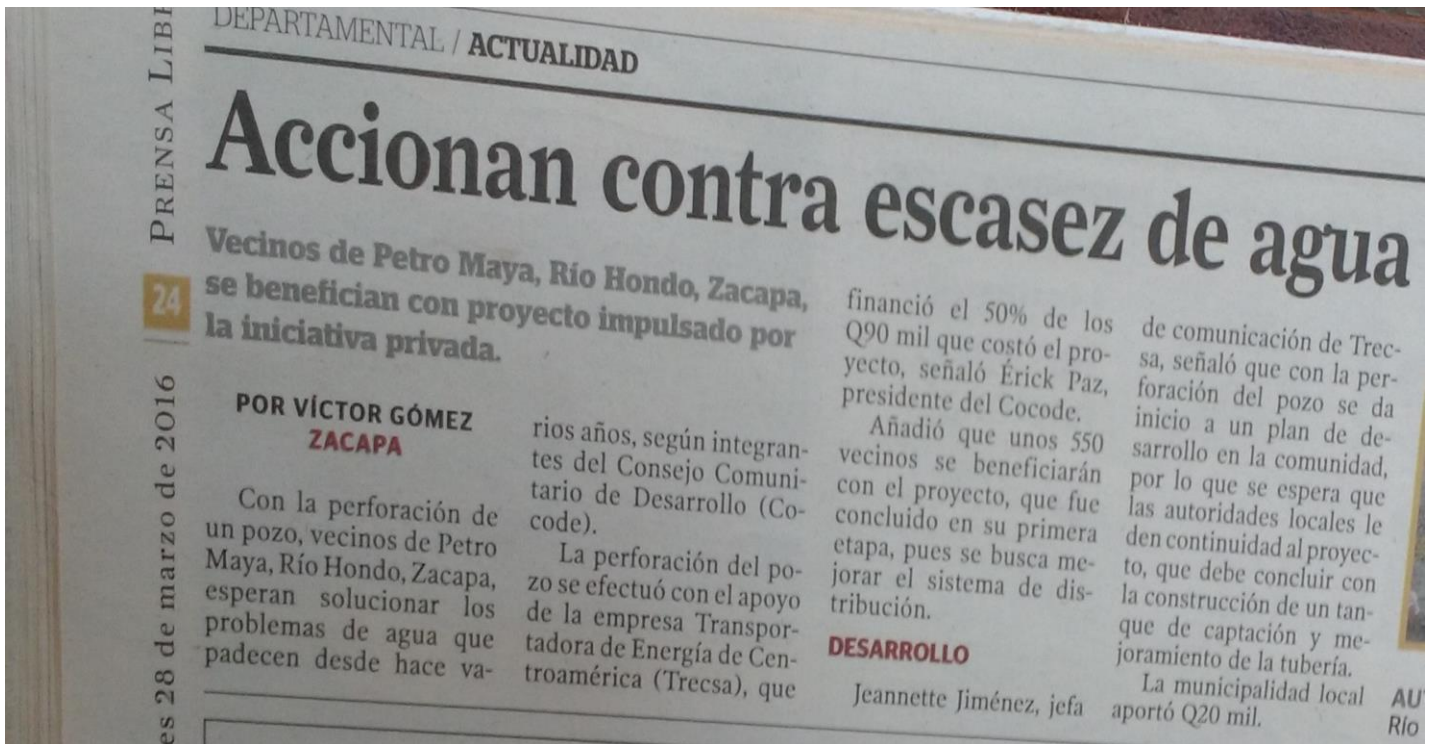 DEPARTAMENTAL / ACTUALIDAD
Accionan contra escasez de agua
Vecinos de Petro Maya, Río Hondo, Zacapa,
se benefician con proyecto impulsado por
la iniciativa privada.
POR VÍCTOR GÓMEZ
ZACAPA
Con la perforación de
un pozo, vecinos de Petro
Maya, Río Hondo, Zacapa,
esperan solucionar los
problemas de agua que
padecen desde hace va-
rios años, según integran-
tes del Consejo Comuni-
tario de Desarrollo (Co-
code).
La perforación del po-
zo se efectuó con el apoyo
de la empresa Transpor-
tadora de Energía de Cen-
troamérica (Trecsa), que
financió el 50% de los
Q90 mil que costó el pro-
yecto, señaló Érick Paz,
presidente del Cocode.
Añadió que unos 550
vecinos se beneficiarán
con el proyecto, que fue
concluido en su primera
etapa, pues se busca me-
jorar el sistema de dis-
tribución.
DESARROLLO
Jeannette Jiménez, jefa
de comunicación de Trec-
sa, señaló que con la per-
foración del pozo se da
inicio a un plan de de-
sarrollo en la comunidad,
por lo que se espera que
las autoridades locales le
den continuidad al proyec-
to, que debe concluir con
la construcción de un tan-
que de captación y me-
joramiento de la tubería.
La municipalidad local
aportó Q20 mil.
Río
PRENSA
24
28 de marzo de 2016